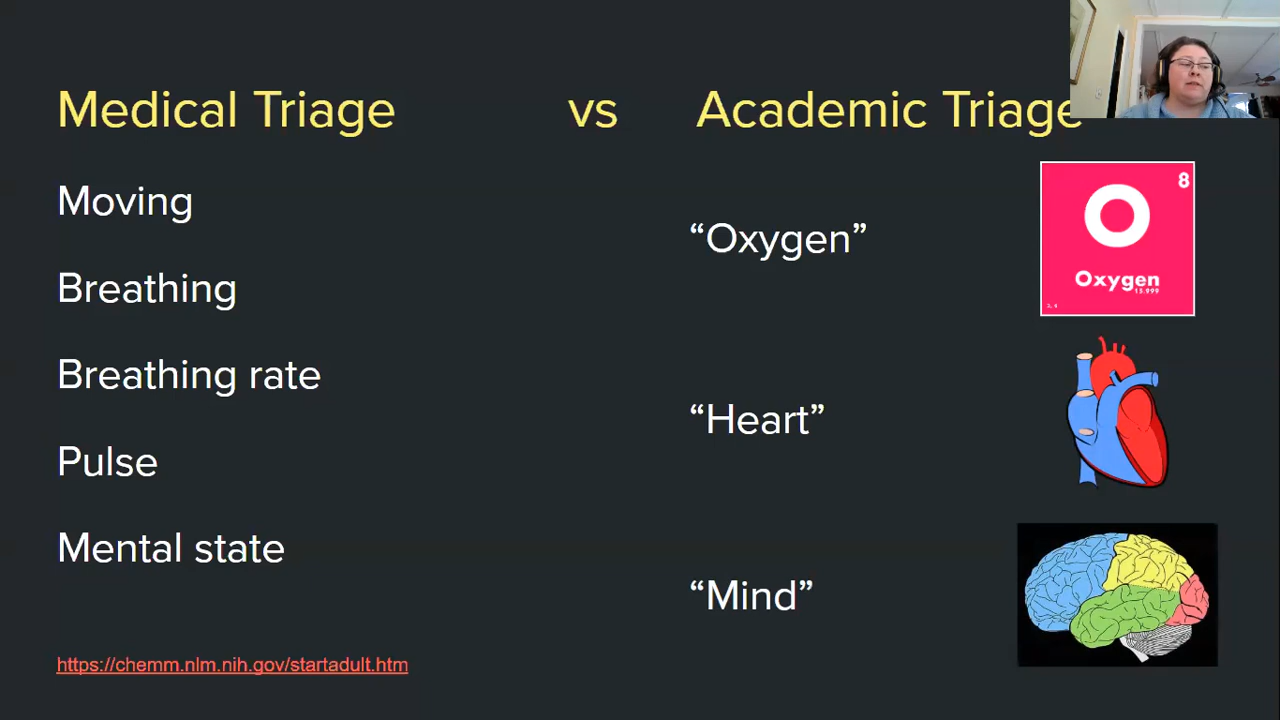 Medical Triage vs Academic Triage
Moving
Breathing
Breathing rate
Pulse
Mental state
https://chemm.nlm.nih.gov/startadult.htm
“Oxygen”
8
O
Oxygen
15.999
“Heart”
“Mind”